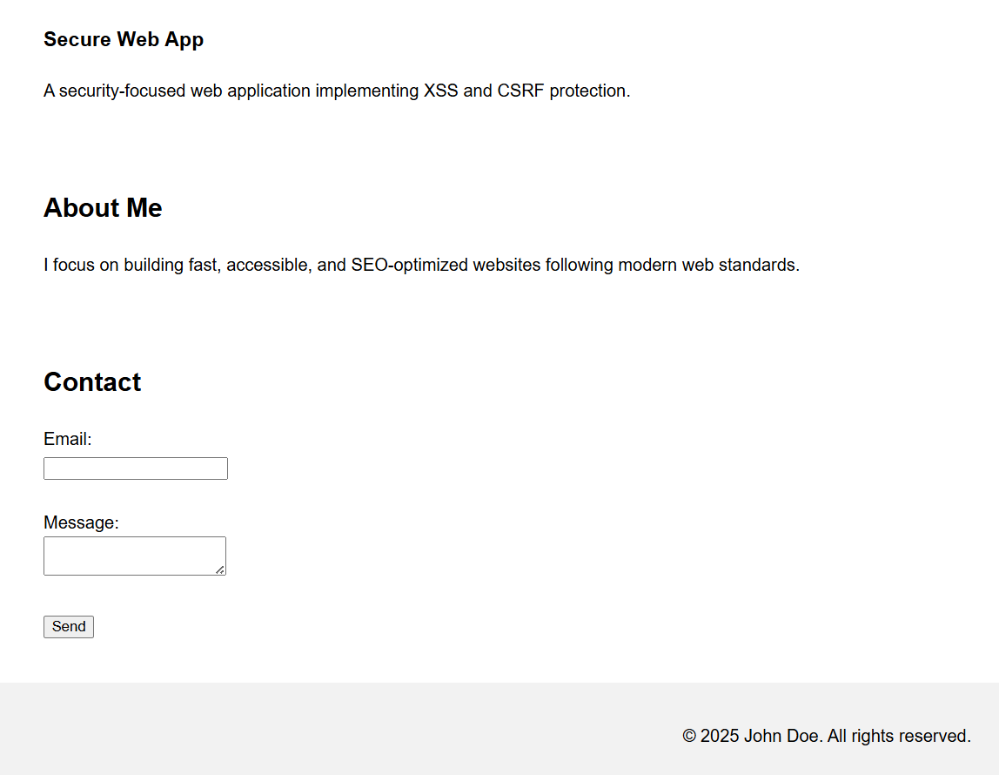 Secure Web App
A security-focused web application implementing XSS and CSRF protection.
About Me
I focus on building fast, accessible, and SEO-optimized websites following modern web standards.
Contact
Email:
Message:
Send
© 2025 John Doe. All rights reserved.